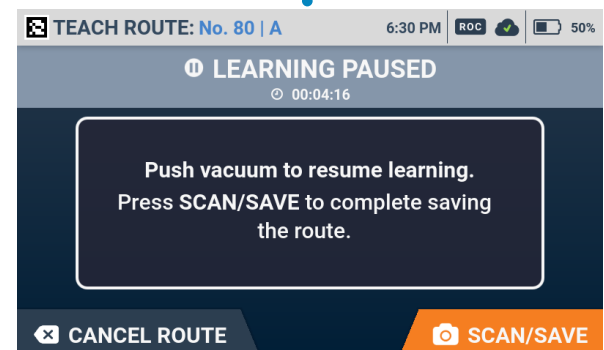 TEACH ROUTE: No. 80 | A
6:30 PM
ROC
50%
LEARNING PAUSED
00:04:16
Push vacuum to resume learning.
Press SCAN/SAVE to complete saving
the route.
CANCEL ROUTE
SCAN/SAVE